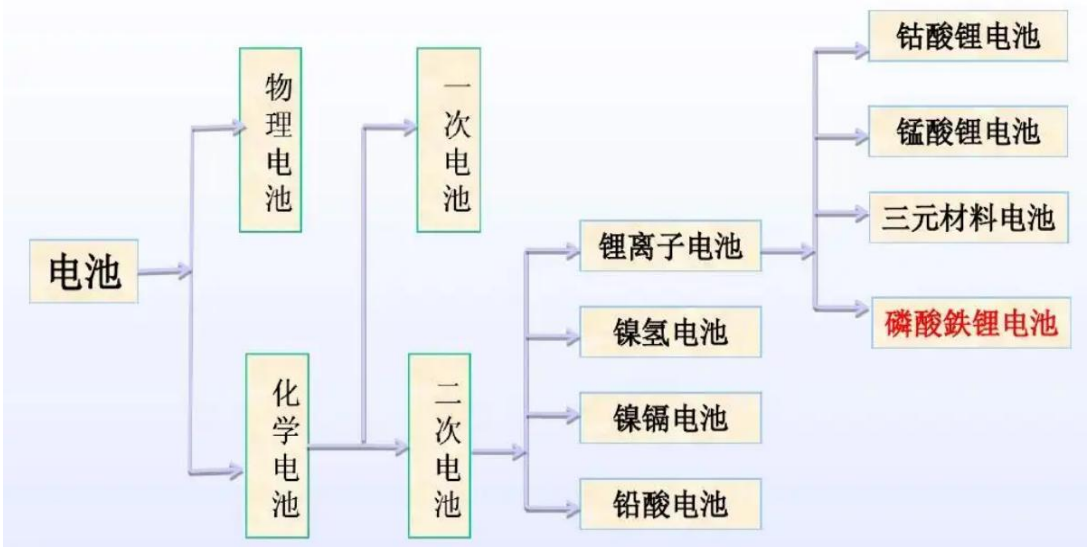 电池
物理电池
化学电池
一次电池
二次电池
锂离子电池
镍氢电池
镍镉电池
铅酸电池
钴酸锂电池
锰酸锂电池
三元材料电池
磷酸鉄锂电池